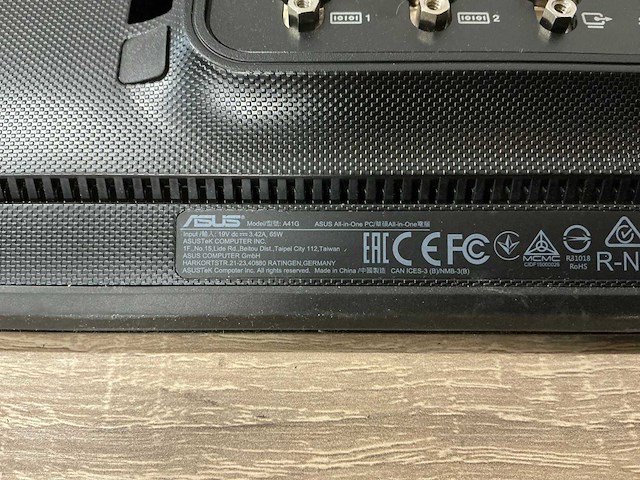 1
2
ASUS Model/型號: A41G ASUS All-in-One PC/華碩All-in-One電腦
Input /輸入: 19V dc ⎓ 3.42A, 65W
ASUSTeK COMPUTER INC.
1F.,No.15,Lide Rd.,Beitou Dist.,Taipei City 112,Taiwan
ASUS COMPUTER GmbH
HARKORTSTR.21-23,40880 RATINGEN,GERMANY
ASUSTeK Computer Inc. All rights reserved. Made in China /中國製造 CAN ICES-3 (B)/NMB-3(B)
EAC CE FC
MCMC
CIDF15000026
R31018
RoHS
R-N